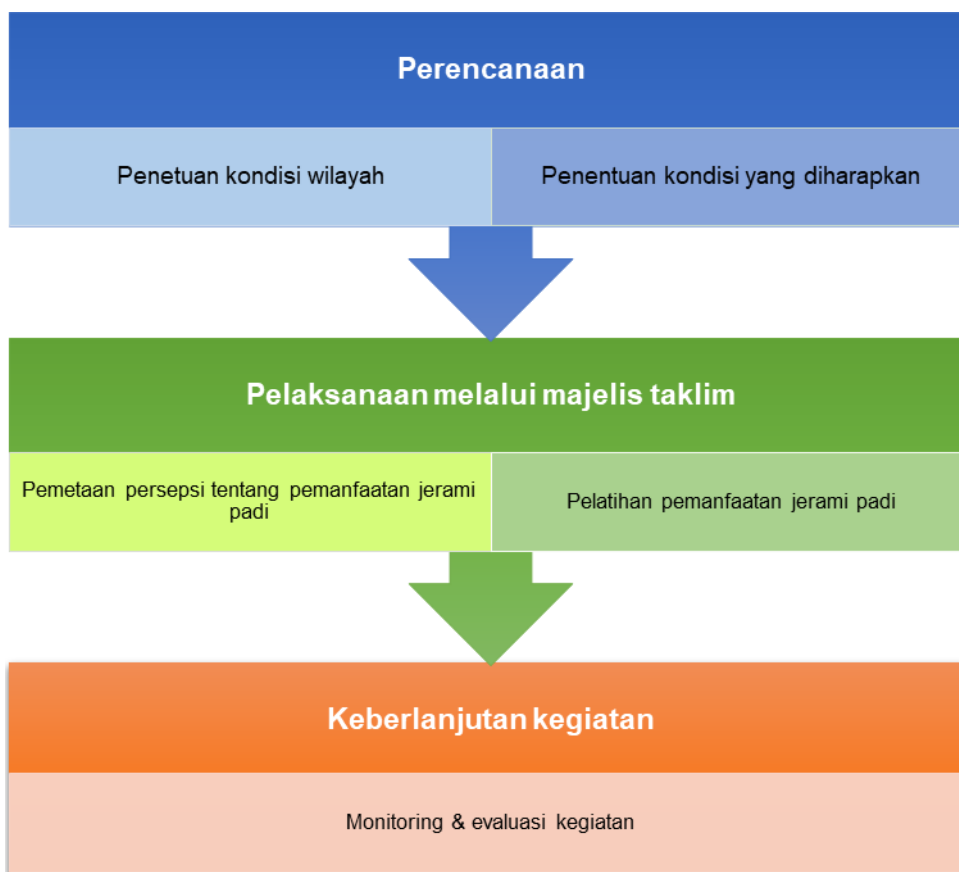 Perencanaan
Penetuan kondisi wilayah
Penentuan kondisi yang diharapkan
Pelaksanaan melalui majelis taklim
Pemetaan persepsi tentang pemanfaatan jerami
padi
Pelatihan pemanfaatan jerami padi
Keberlanjutan kegiatan
Monitoring & evaluasi kegiatan